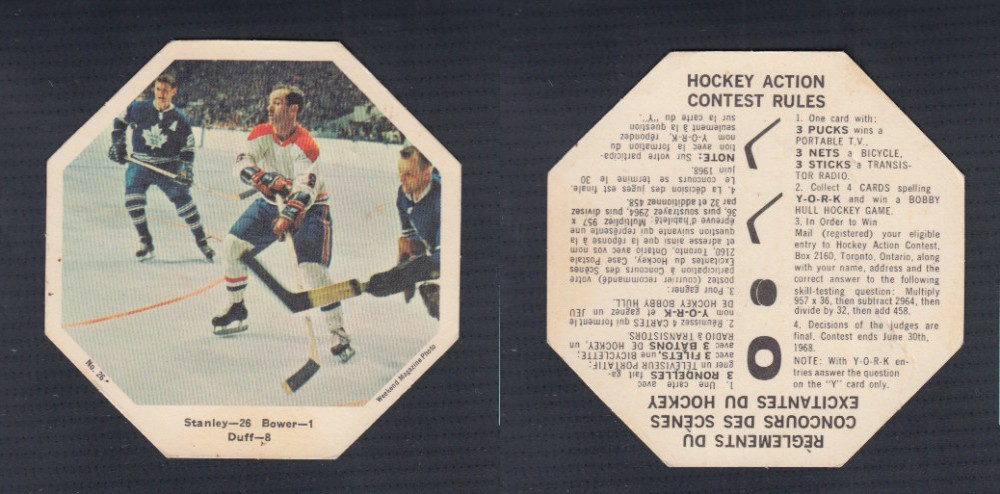 No. 26
Weekend Magazine Photo
Stanley—26 Bower—1
Duff—8
HOCKEY ACTION
CONTEST RULES
1. One card with:
3 PUCKS wins a
PORTABLE T.V.,
3 NETS a BICYCLE,
3 STICKS a TRANSIS-
TOR RADIO.
2. Collect 4 CARDS spelling
Y-O-R-K and win a BOBBY
HULL HOCKEY GAME.
3. In Order to Win
Mail (registered) your eligible
entry to Hockey Action Contest,
Box 2160, Toronto, Ontario, along
with your name, address and the
correct answer to the following
skill-testing question: Multiply
957 x 36, then subtract 2964, then
divide by 32, then add 458.
4. Decisions of the judges are
final. Contest ends June 30th,
1968.
NOTE: With Y-O-R-K en-
tries answer the question
on the "Y" card only.
RÈGLEMENTS DU
CONCOURS DES SCÈNES
EXCITANTES DU HOCKEY
1. Une carte avec
3 RONDELLES fait ga-
gner un TÉLÉVISEUR PORTATIF;
avec 3 FILETS, une BICYCLETTE;
avec 3 BATONS DE HOCKEY, un
RADIO à TRANSISTORS.
2. Réunissez 4 CARTES qui forment le
nom Y-O-R-K et gagnez un JEU
DE HOCKEY BOBBY HULL.
3. Pour gagner:
postez (courrier recommandé) votre
participation à Concours des Scènes
Excitantes du Hockey, Case Postale
2160, Toronto, Ontario avec vos nom
et adresse ainsi que la réponse à la
question suivante qui représente une
épreuve d'habileté: Multipliez 957 x
36, puis soustrayez 2964, puis divisez
par 32 et additionnez 458.
4. La décision des juges est finale.
Le concours se termine le 30
juin 1968.
NOTE: Sur votre participa-
tion avec la formation du
nom Y-O-R-K, répondez
seulement à la question
sur la carte du "Y".